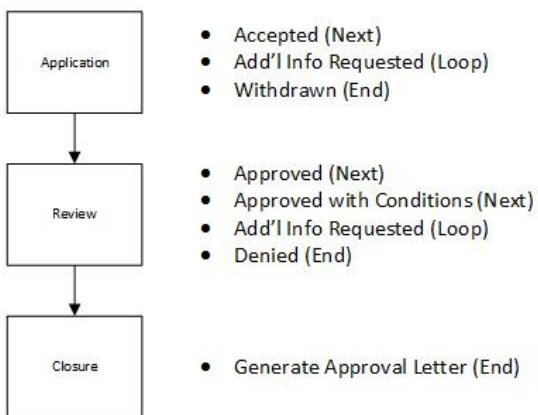 Application
• Accepted (Next)
• Add'l Info Requested (Loop)
• Withdrawn (End)
Review
• Approved (Next)
• Approved with Conditions (Next)
• Add'l Info Requested (Loop)
• Denied (End)
Closure
• Generate Approval Letter (End)